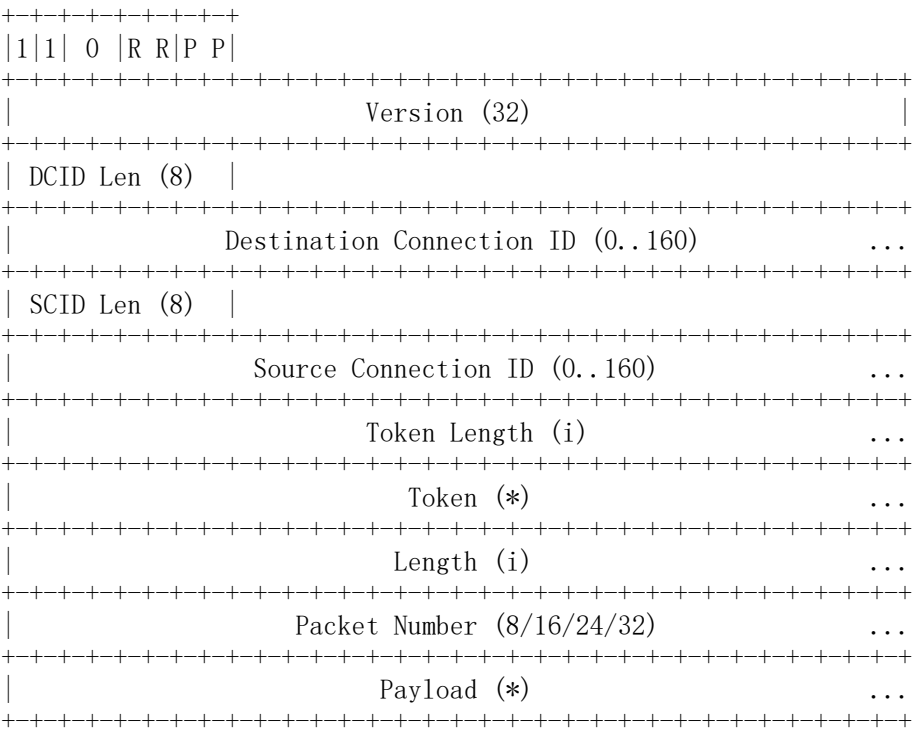 +-+-+-+-+-+-+-+-+
|1|1| 0 |R R|P P|
+-+-+-+-+-+-+-+-+-+-+-+-+-+-+-+-+-+-+-+-+-+-+-+-+-+-+-+-+-+-+-+-+
|                         Version (32)                          |
+-+-+-+-+-+-+-+-+-+-+-+-+-+-+-+-+-+-+-+-+-+-+-+-+-+-+-+-+-+-+-+-+
| DCID Len (8)  |
+-+-+-+-+-+-+-+-+-+-+-+-+-+-+-+-+-+-+-+-+-+-+-+-+-+-+-+-+-+-+-+-+
|               Destination Connection ID (0..160)            ...
+-+-+-+-+-+-+-+-+-+-+-+-+-+-+-+-+-+-+-+-+-+-+-+-+-+-+-+-+-+-+-+-+
| SCID Len (8)  |
+-+-+-+-+-+-+-+-+-+-+-+-+-+-+-+-+-+-+-+-+-+-+-+-+-+-+-+-+-+-+-+-+
|                 Source Connection ID (0..160)               ...
+-+-+-+-+-+-+-+-+-+-+-+-+-+-+-+-+-+-+-+-+-+-+-+-+-+-+-+-+-+-+-+-+
|                         Token Length (i)                    ...
+-+-+-+-+-+-+-+-+-+-+-+-+-+-+-+-+-+-+-+-+-+-+-+-+-+-+-+-+-+-+-+-+
|                            Token (*)                        ...
+-+-+-+-+-+-+-+-+-+-+-+-+-+-+-+-+-+-+-+-+-+-+-+-+-+-+-+-+-+-+-+-+
|                           Length (i)                        ...
+-+-+-+-+-+-+-+-+-+-+-+-+-+-+-+-+-+-+-+-+-+-+-+-+-+-+-+-+-+-+-+-+
|                    Packet Number (8/16/24/32)               ...
+-+-+-+-+-+-+-+-+-+-+-+-+-+-+-+-+-+-+-+-+-+-+-+-+-+-+-+-+-+-+-+-+
|                          Payload (*)                        ...
+-+-+-+-+-+-+-+-+-+-+-+-+-+-+-+-+-+-+-+-+-+-+-+-+-+-+-+-+-+-+-+-+